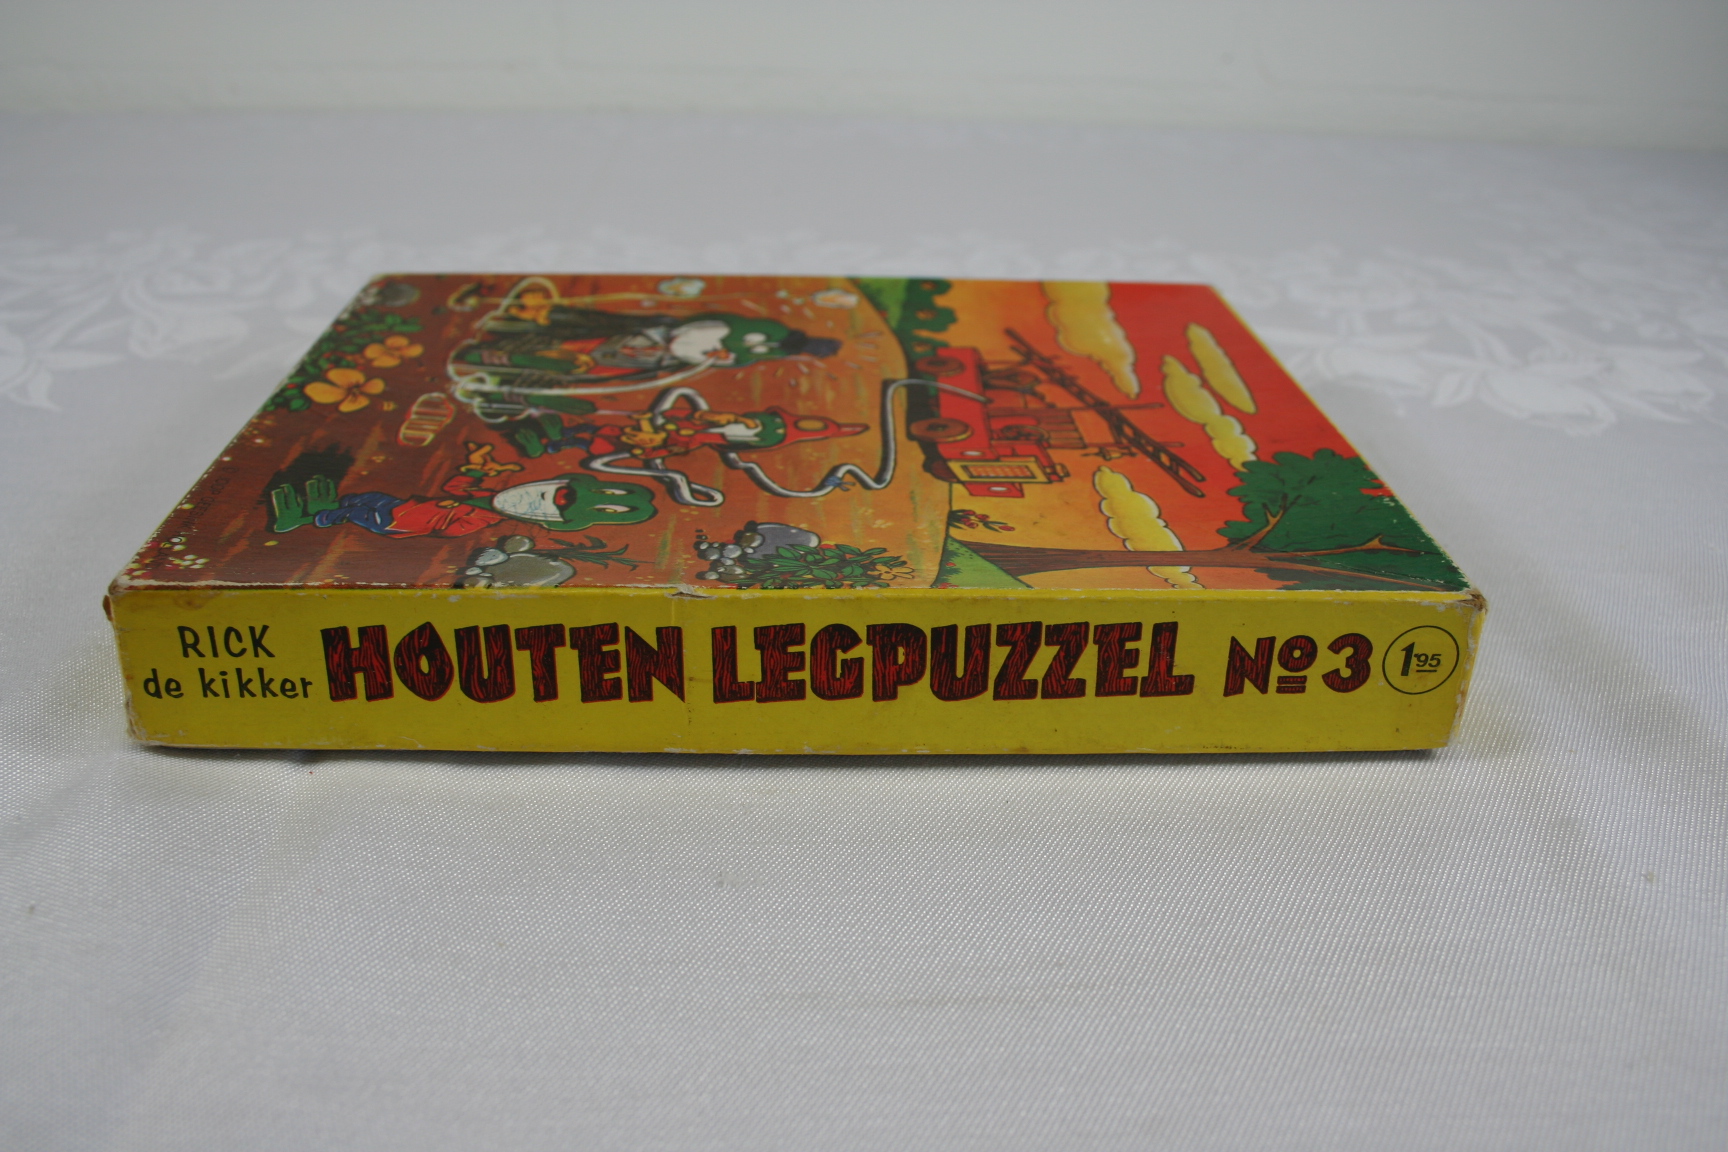 RICK
de kikker
HOUTEN LEGPUZZEL No 3
1.95